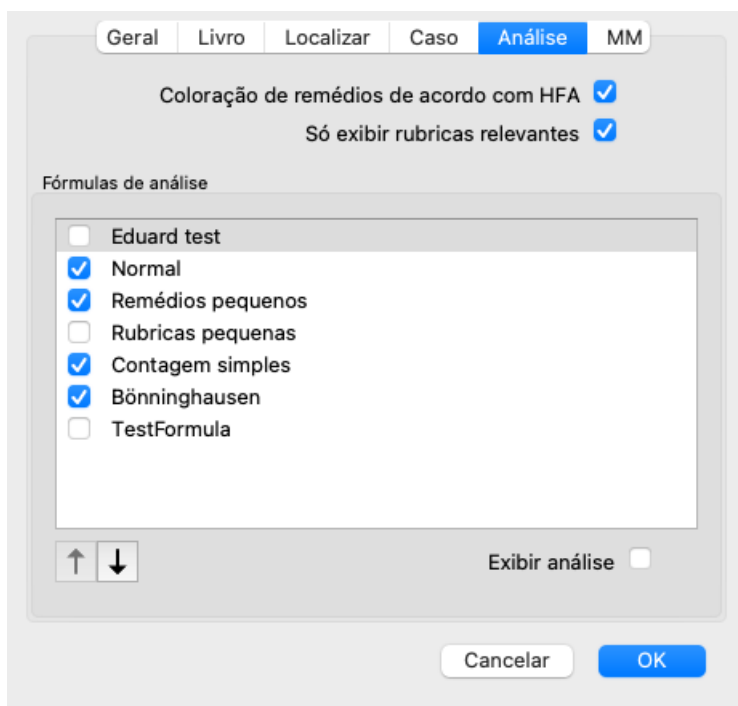 Geral Livro Localizar Caso Análise MM
Coloração de remédios de acordo com HFA
Só exibir rubricas relevantes
Fórmulas de análise
Eduard test
Normal
Remédios pequenos
Rubricas pequenas
Contagem simples
Bönninghausen
TestFormula
Exibir análise
Cancelar OK